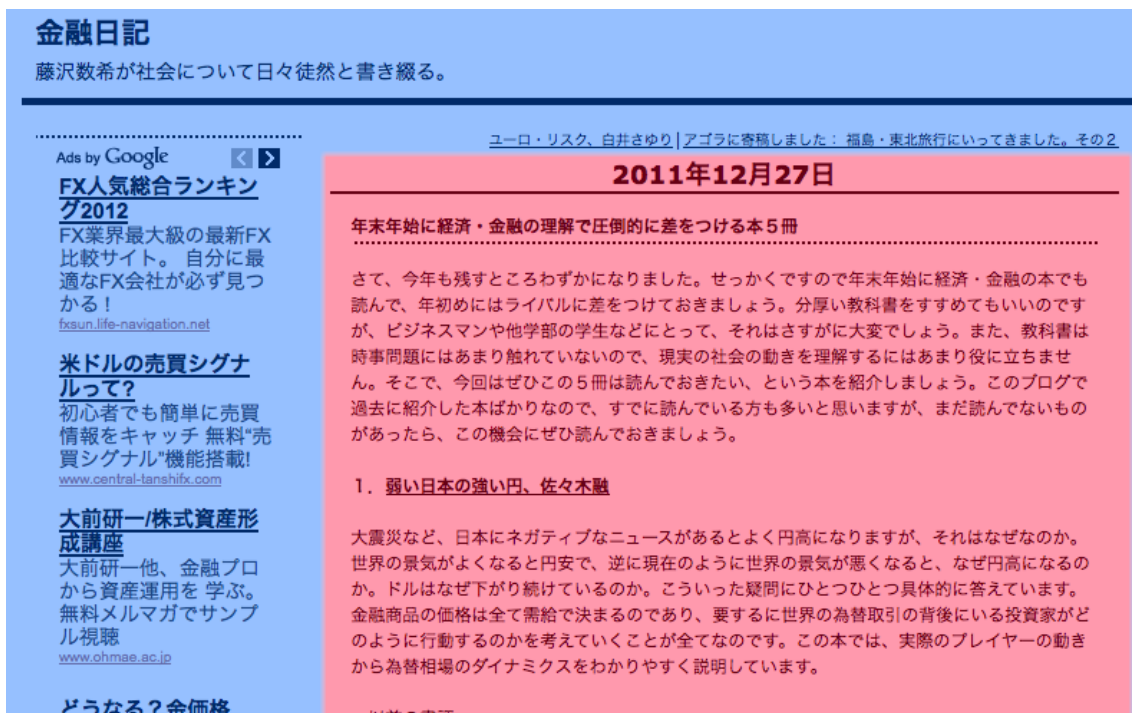 金融日記
藤沢数希が社会について日々徒然と書き綴る。
ユーロ・リスク、白井さゆり | アゴラに寄稿しました： 福島・東北旅行にいってきました。その２
Ads by Google
FX人気総合ランキン
グ2012
FX業界最大級の最新FX
比較サイト。 自分に最
適なFX会社が必ず見つ
かる！
fxsun.life-navigation.net
米ドルの売買シグナ
ルって?
初心者でも簡単に売買
情報をキャッチ 無料“売
買シグナル"機能搭載!
www.central-tanshifx.com
大前研一/株式資産形
成講座
大前研一他、金融プロ
から資産運用を 学ぶ。
無料メルマガでサンプ
ル視聴
www.ohmae.ac.jp
どうなる？金価格
2011年12月27日
年末年始に経済・金融の理解で圧倒的に差をつける本５冊
さて、今年も残すところわずかになりました。せっかくですので年末年始に経済・金融の本でも
読んで、年初めにはライバルに差をつけておきましょう。分厚い教科書をすすめてもいいのです
が、ビジネスマンや他学部の学生などにとって、それはさすがに大変でしょう。また、教科書は
時事問題にはあまり触れていないので、現実の社会の動きを理解するにはあまり役に立ちませ
ん。そこで、今回はぜひこの５冊は読んでおきたい、という本を紹介しましょう。このブログで
過去に紹介した本ばかりなので、すでに読んでいる方も多いと思いますが、まだ読んでないもの
があったら、この機会にぜひ読んでおきましょう。
１．弱い日本の強い円、佐々木融
大震災など、日本にネガティブなニュースがあるとよく円高になりますが、それはなぜなのか。
世界の景気がよくなると円安で、逆に現在のように世界の景気が悪くなると、なぜ円高になるの
か。ドルはなぜ下がり続けているのか。こういった疑問にひとつひとつ具体的に答えています。
金融商品の価格は全て需給で決まるのであり、要するに世界の為替取引の背後にいる投資家がど
のように行動するのかを考えていくことが全てなのです。この本では、実際のプレイヤーの動き
から為替相場のダイナミクスをわかりやすく説明しています。